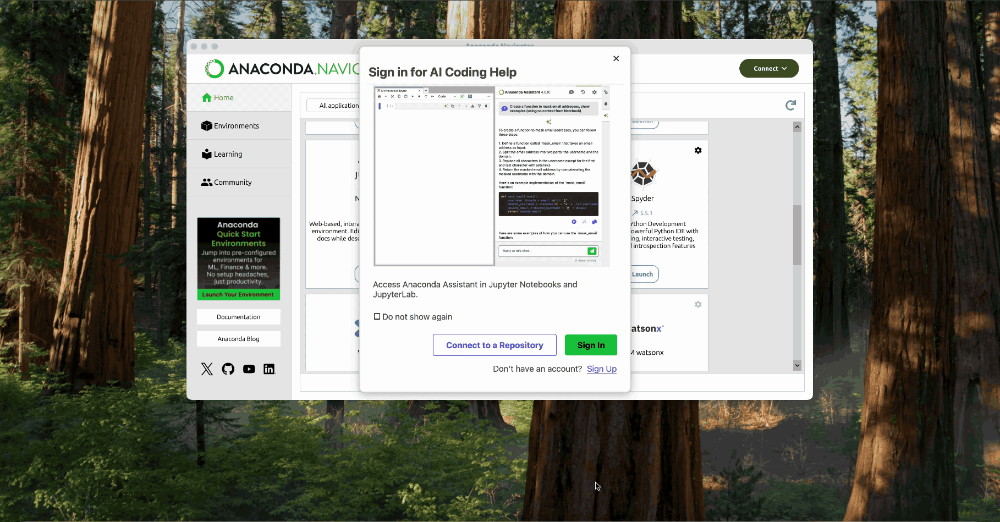 Anaconda Navigator
ANACONDA.NAVIG
Connect
Home
Environments
Learning
Community
Anaconda
Quick Start
Environments
Jump into pre-configured
environments for
ML, Finance & more.
No setup headaches,
just productivity.
Launch Your Environment
Documentation
Anaconda Blog
All application
Web-based, intera
environment. Edi
docs while desc
Sign in for AI Coding Help
MyNotebook.ipynb
Code
[ ]:
Anaconda Assistant 4.0.10
Create a function to mask email addresses, show
examples (using no context from Notebook)
To create a function to mask email addresses, you can follow
these steps:
1. Define a function called `mask_email` that takes an email
address as input.
2. Split the email address into two parts: the username and the
domain.
3. Replace all characters in the username except for the first
and last character with asterisks.
4. Return the masked email address by concatenating the
masked username with the domain.
Here's an example implementation of the `mask_email`
function:
def mask_email(email):
username, domain = email.split('@')
masked_username = username[0] + '*' * (len(username
masked_email = masked_username + '@' + domain
return masked_email
Here are some examples of how you can use the `mask_email`
function:
Reply to this chat...
Attach to chat
Access Anaconda Assistant in Jupyter Notebooks and
JupyterLab.
Do not show again
Connect to a Repository
Sign In
Don't have an account? Sign Up
Spyder
5.5.1
Ython Development
owerful Python IDE with
ing, interactive testing,
introspection features
Launch
atsonx
M watsonx